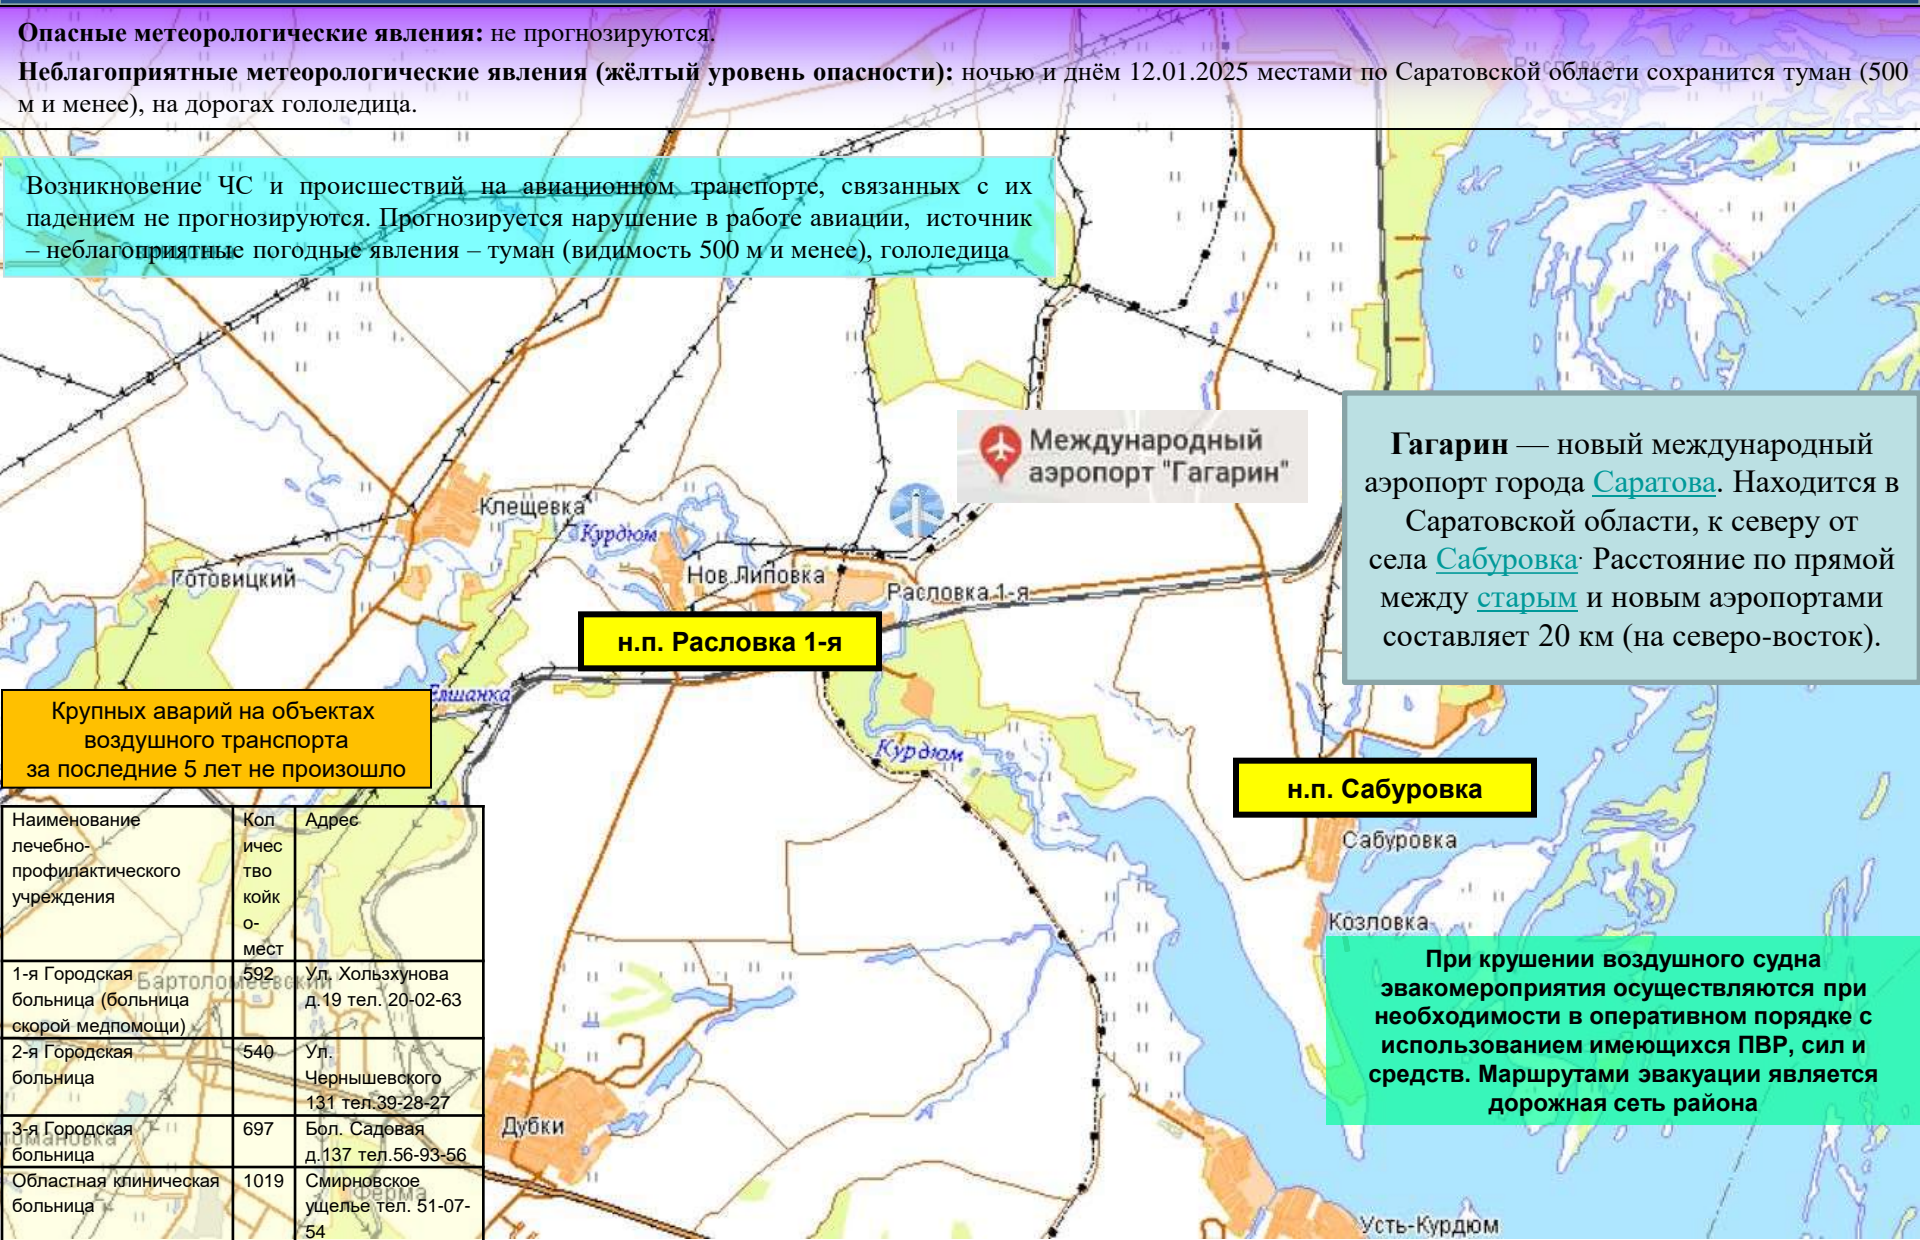 Опасные метеорологические явления: не прогнозируются.
Неблагоприятные метеорологические явления (жёлтый уровень опасности): ночью и днём 12.01.2025 местами по Саратовской области сохранится туман (500
м и менее), на дорогах гололедица.
Возникновение ЧС и происшествий на авиационном транспорте, связанных с их
падением не прогнозируются. Прогнозируется нарушение в работе авиации, источник
– неблагоприятные погодные явления – туман (видимость 500 м и менее), гололедица
Международный
аэропорт "Гагарин"
Гагарин — новый международный
аэропорт города Саратова. Находится в
Саратовской области, к северу от
села Сабуровка. Расстояние по прямой
между старым и новым аэропортами
составляет 20 км (на северо-восток).
Клещевка
Курдюм
Готовицкий
Нов.Липовка
Расловка 1-я
н.п. Расловка 1-я
Елшанка
Крупных аварий на объектах
воздушного транспорта
за последние 5 лет не произошло
Курдюм
н.п. Сабуровка
Сабуровка
Козловка
Наименование
лечебно-
профилактического
учреждения
Кол
ичес
тво
койк
о-
мест
Адрес
1-я Городская
больница (больница
скорой медпомощи)
592
Ул. Хользхунова
д.19 тел. 20-02-63
Бартоломеевский
2-я Городская
больница
540
Ул.
Чернышевского
131 тел.39-28-27
3-я Городская
больница
697
Бол. Садовая
д.137 тел.56-93-56
Областная клиническая
больница
1019
Смирновское
ущелье тел. 51-07-
54
Ферма
Дубки
При крушении воздушного судна
эвакомероприятия осуществляются при
необходимости в оперативном порядке с
использованием имеющихся ПВР, сил и
средств. Маршрутами эвакуации является
дорожная сеть района
Усть-Курдюм